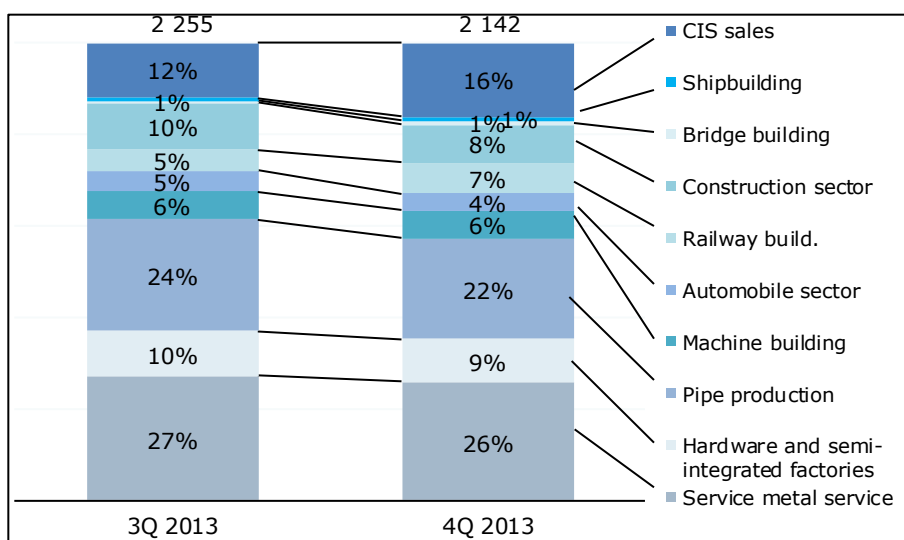 2 255
2 142
12%
1%
10%
5%
5%
6%
24%
10%
27%
16%
1%
1%
8%
7%
4%
6%
22%
9%
26%
3Q 2013
4Q 2013
CIS sales
Shipbuilding
Bridge building
Construction sector
Railway build.
Automobile sector
Machine building
Pipe production
Hardware and semi-
integrated factories
Service metal service